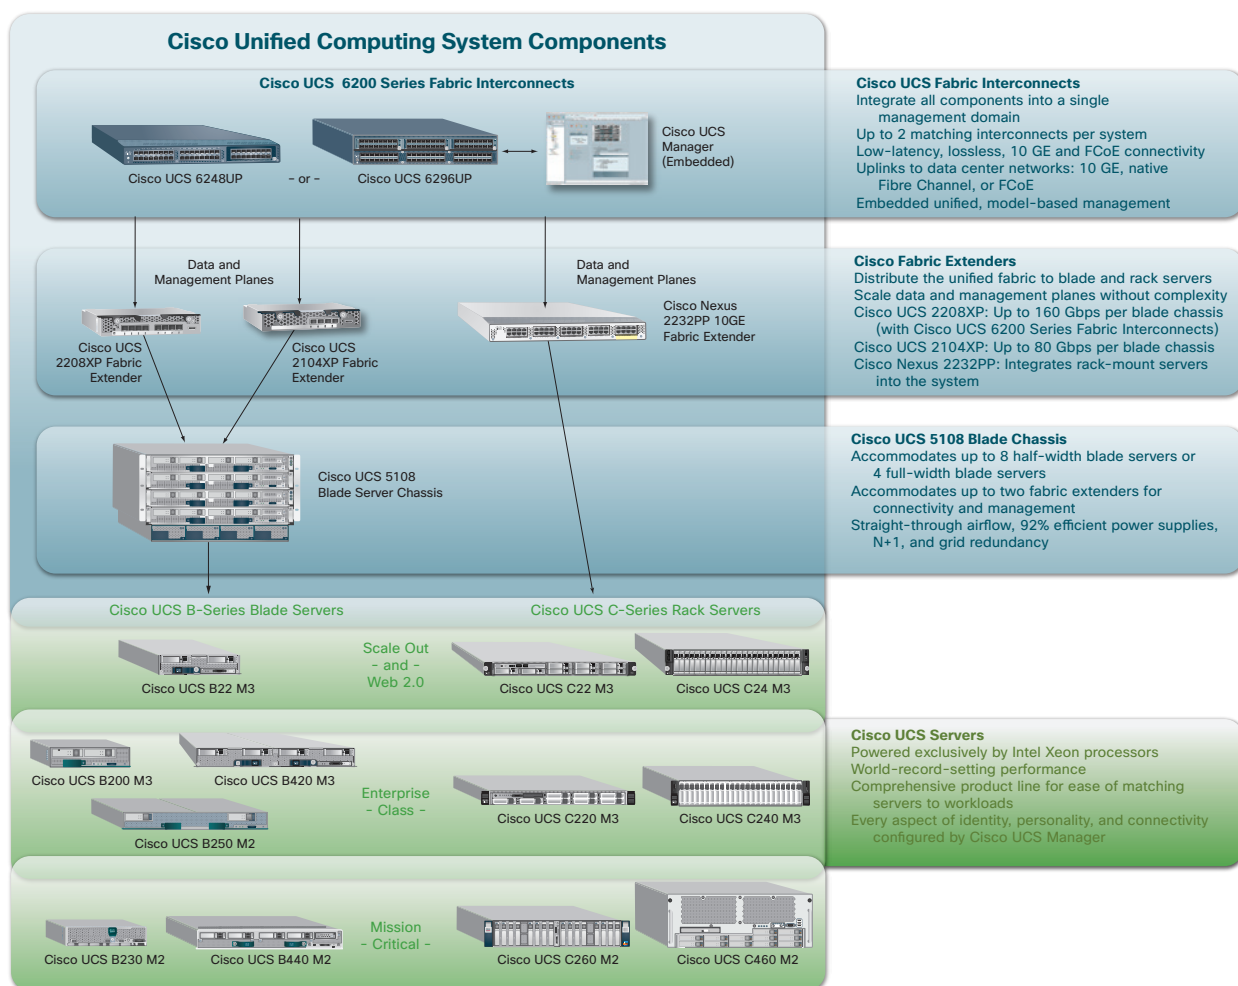 Cisco Unified Computing System Components
Cisco UCS 6200 Series Fabric Interconnects
Cisco UCS 6248UP
- or -
Cisco UCS 6296UP
Cisco UCS
Manager
(Embedded)
Cisco UCS Fabric Interconnects
Integrate all components into a single
management domain
Up to 2 matching interconnects per system
Low-latency, lossless, 10 GE and FCoE connectivity
Uplinks to data center networks: 10 GE, native
Fibre Channel, or FCoE
Embedded unified, model-based management
Data and
Management Planes
Data and
Management Planes
Cisco UCS
2208XP Fabric
Extender
Cisco UCS
2104XP Fabric
Extender
Cisco Nexus
2232PP 10GE
Fabric Extender
Cisco Fabric Extenders
Distribute the unified fabric to blade and rack servers
Scale data and management planes without complexity
Cisco UCS 2208XP: Up to 160 Gbps per blade chassis
(with Cisco UCS 6200 Series Fabric Interconnects)
Cisco UCS 2104XP: Up to 80 Gbps per blade chassis
Cisco Nexus 2232PP: Integrates rack-mount servers
into the system
Cisco UCS 5108
Blade Server Chassis
Cisco UCS 5108 Blade Chassis
Accommodates up to 8 half-width blade servers or
4 full-width blade servers
Accommodates up to two fabric extenders for
connectivity and management
Straight-through airflow, 92% efficient power supplies,
N+1, and grid redundancy
Cisco UCS B-Series Blade Servers
Cisco UCS C-Series Rack Servers
Cisco UCS B22 M3
Scale Out
- and -
Web 2.0
Cisco UCS C22 M3
Cisco UCS C24 M3
Cisco UCS B200 M3
Cisco UCS B420 M3
Cisco UCS B250 M2
Enterprise
- Class -
Cisco UCS C220 M3
Cisco UCS C240 M3
Cisco UCS Servers
Powered exclusively by Intel Xeon processors
World-record-setting performance
Comprehensive product line for ease of matching
servers to workloads
Every aspect of identity, personality, and connectivity
configured by Cisco UCS Manager
Cisco UCS B230 M2
Cisco UCS B440 M2
Mission
- Critical -
Cisco UCS C260 M2
Cisco UCS C460 M2